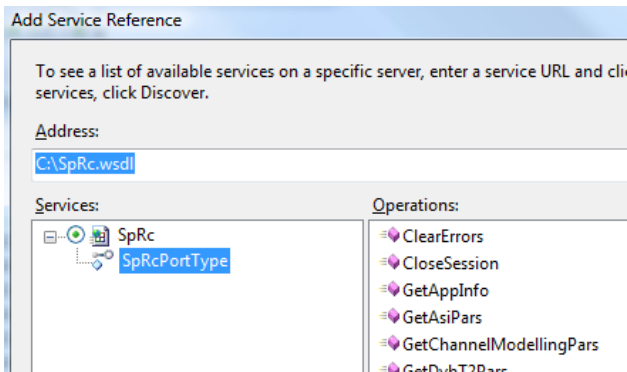 Add Service Reference
To see a list of available services on a specific server, enter a service URL and
services, click Discover.
Address:
C:\SpRc.wsdl
Services:
Operations:
SpRc
SpRcPortType
ClearErrors
CloseSession
GetAppInfo
GetAsiPars
GetChannelModellingPars
GetDvbT2Pars